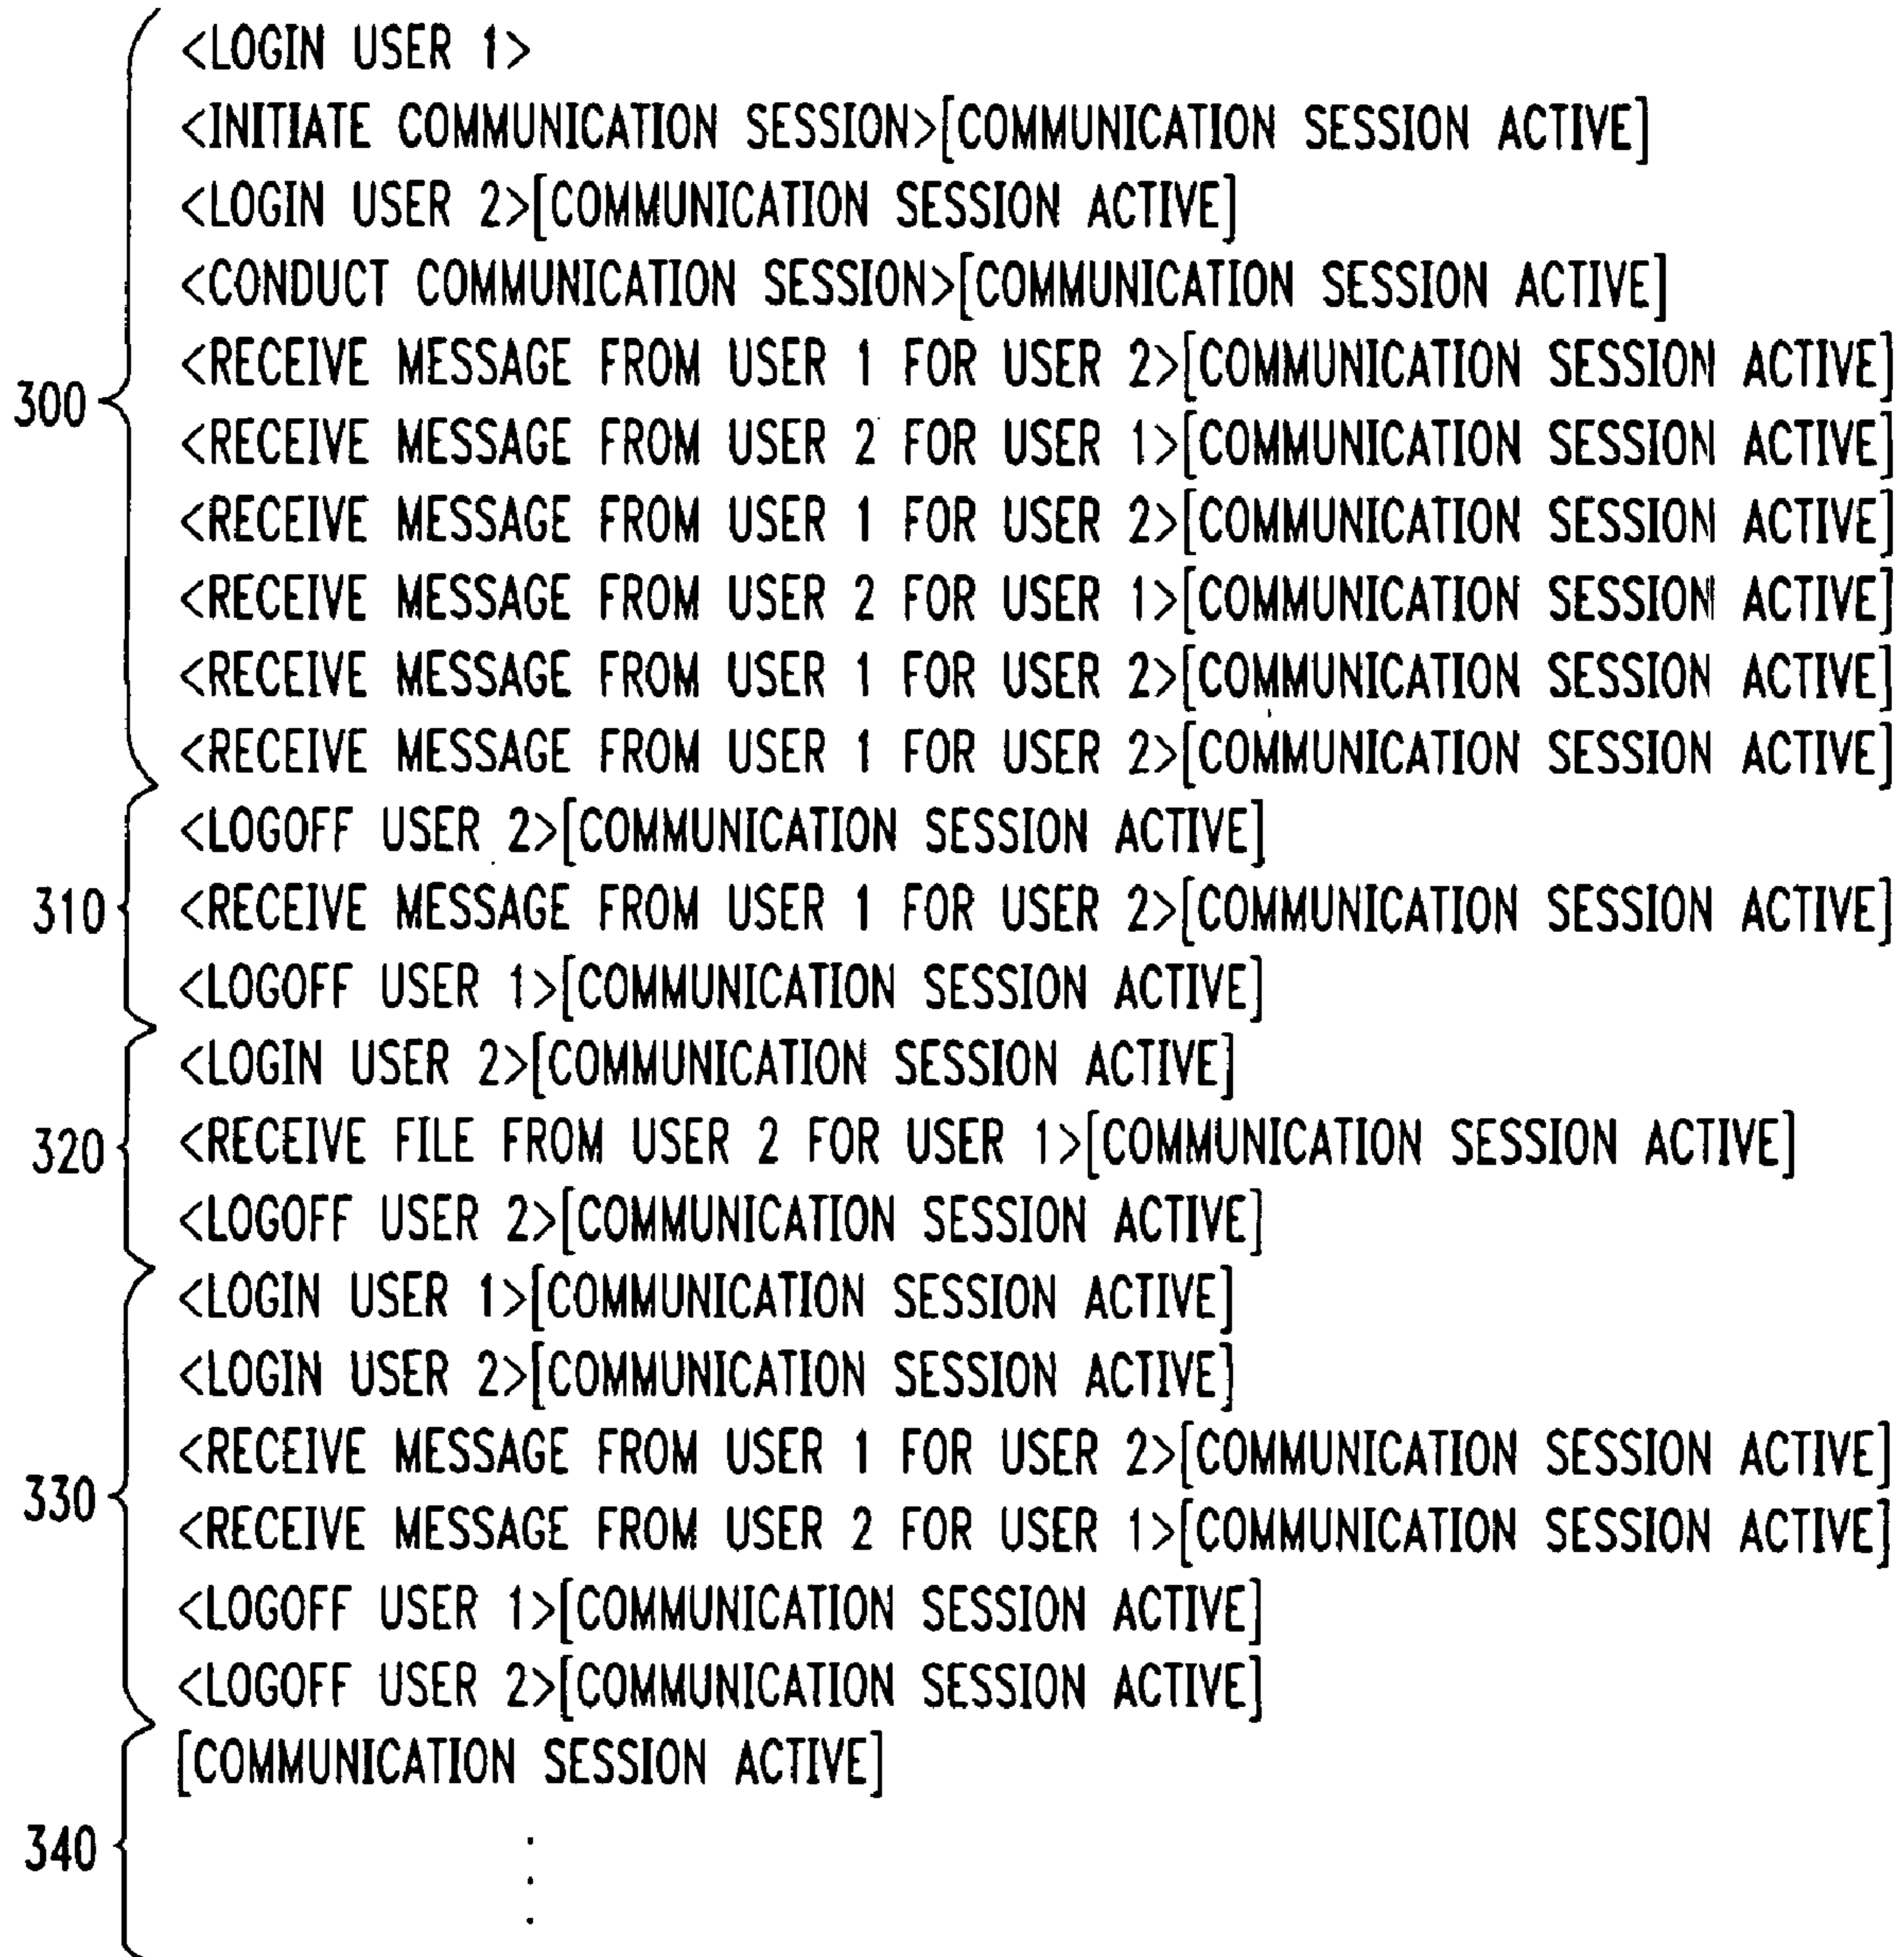 <LOGIN USER 1>
<INITIATE COMMUNICATION SESSION>[COMMUNICATION SESSION ACTIVE]
<LOGIN USER 2>[COMMUNICATION SESSION ACTIVE]
<CONDUCT COMMUNICATION SESSION>[COMMUNICATION SESSION ACTIVE]
<RECEIVE MESSAGE FROM USER 1 FOR USER 2>[COMMUNICATION SESSION ACTIVE]
300
<RECEIVE MESSAGE FROM USER 2 FOR USER 1>[COMMUNICATION SESSION ACTIVE]
<RECEIVE MESSAGE FROM USER 1 FOR USER 2>[COMMUNICATION SESSION ACTIVE]
<RECEIVE MESSAGE FROM USER 2 FOR USER 1>[COMMUNICATION SESSION ACTIVE]
<RECEIVE MESSAGE FROM USER 1 FOR USER 2>[COMMUNICATION SESSION ACTIVE]
<RECEIVE MESSAGE FROM USER 1 FOR USER 2>[COMMUNICATION SESSION ACTIVE]
<LOGOFF USER 2>[COMMUNICATION SESSION ACTIVE]
310 <RECEIVE MESSAGE FROM USER 1 FOR USER 2>[COMMUNICATION SESSION ACTIVE]
<LOGOFF USER 1>[COMMUNICATION SESSION ACTIVE]
<LOGIN USER 2>[COMMUNICATION SESSION ACTIVE]
320 <RECEIVE FILE FROM USER 2 FOR USER 1>[COMMUNICATION SESSION ACTIVE]
<LOGOFF USER 2>[COMMUNICATION SESSION ACTIVE]
<LOGIN USER 1>[COMMUNICATION SESSION ACTIVE]
<LOGIN USER 2>[COMMUNICATION SESSION ACTIVE]
<RECEIVE MESSAGE FROM USER 1 FOR USER 2>[COMMUNICATION SESSION ACTIVE]
330
<RECEIVE MESSAGE FROM USER 2 FOR USER 1>[COMMUNICATION SESSION ACTIVE]
<LOGOFF USER 1>[COMMUNICATION SESSION ACTIVE]
<LOGOFF USER 2>[COMMUNICATION SESSION ACTIVE]
[COMMUNICATION SESSION ACTIVE]
340